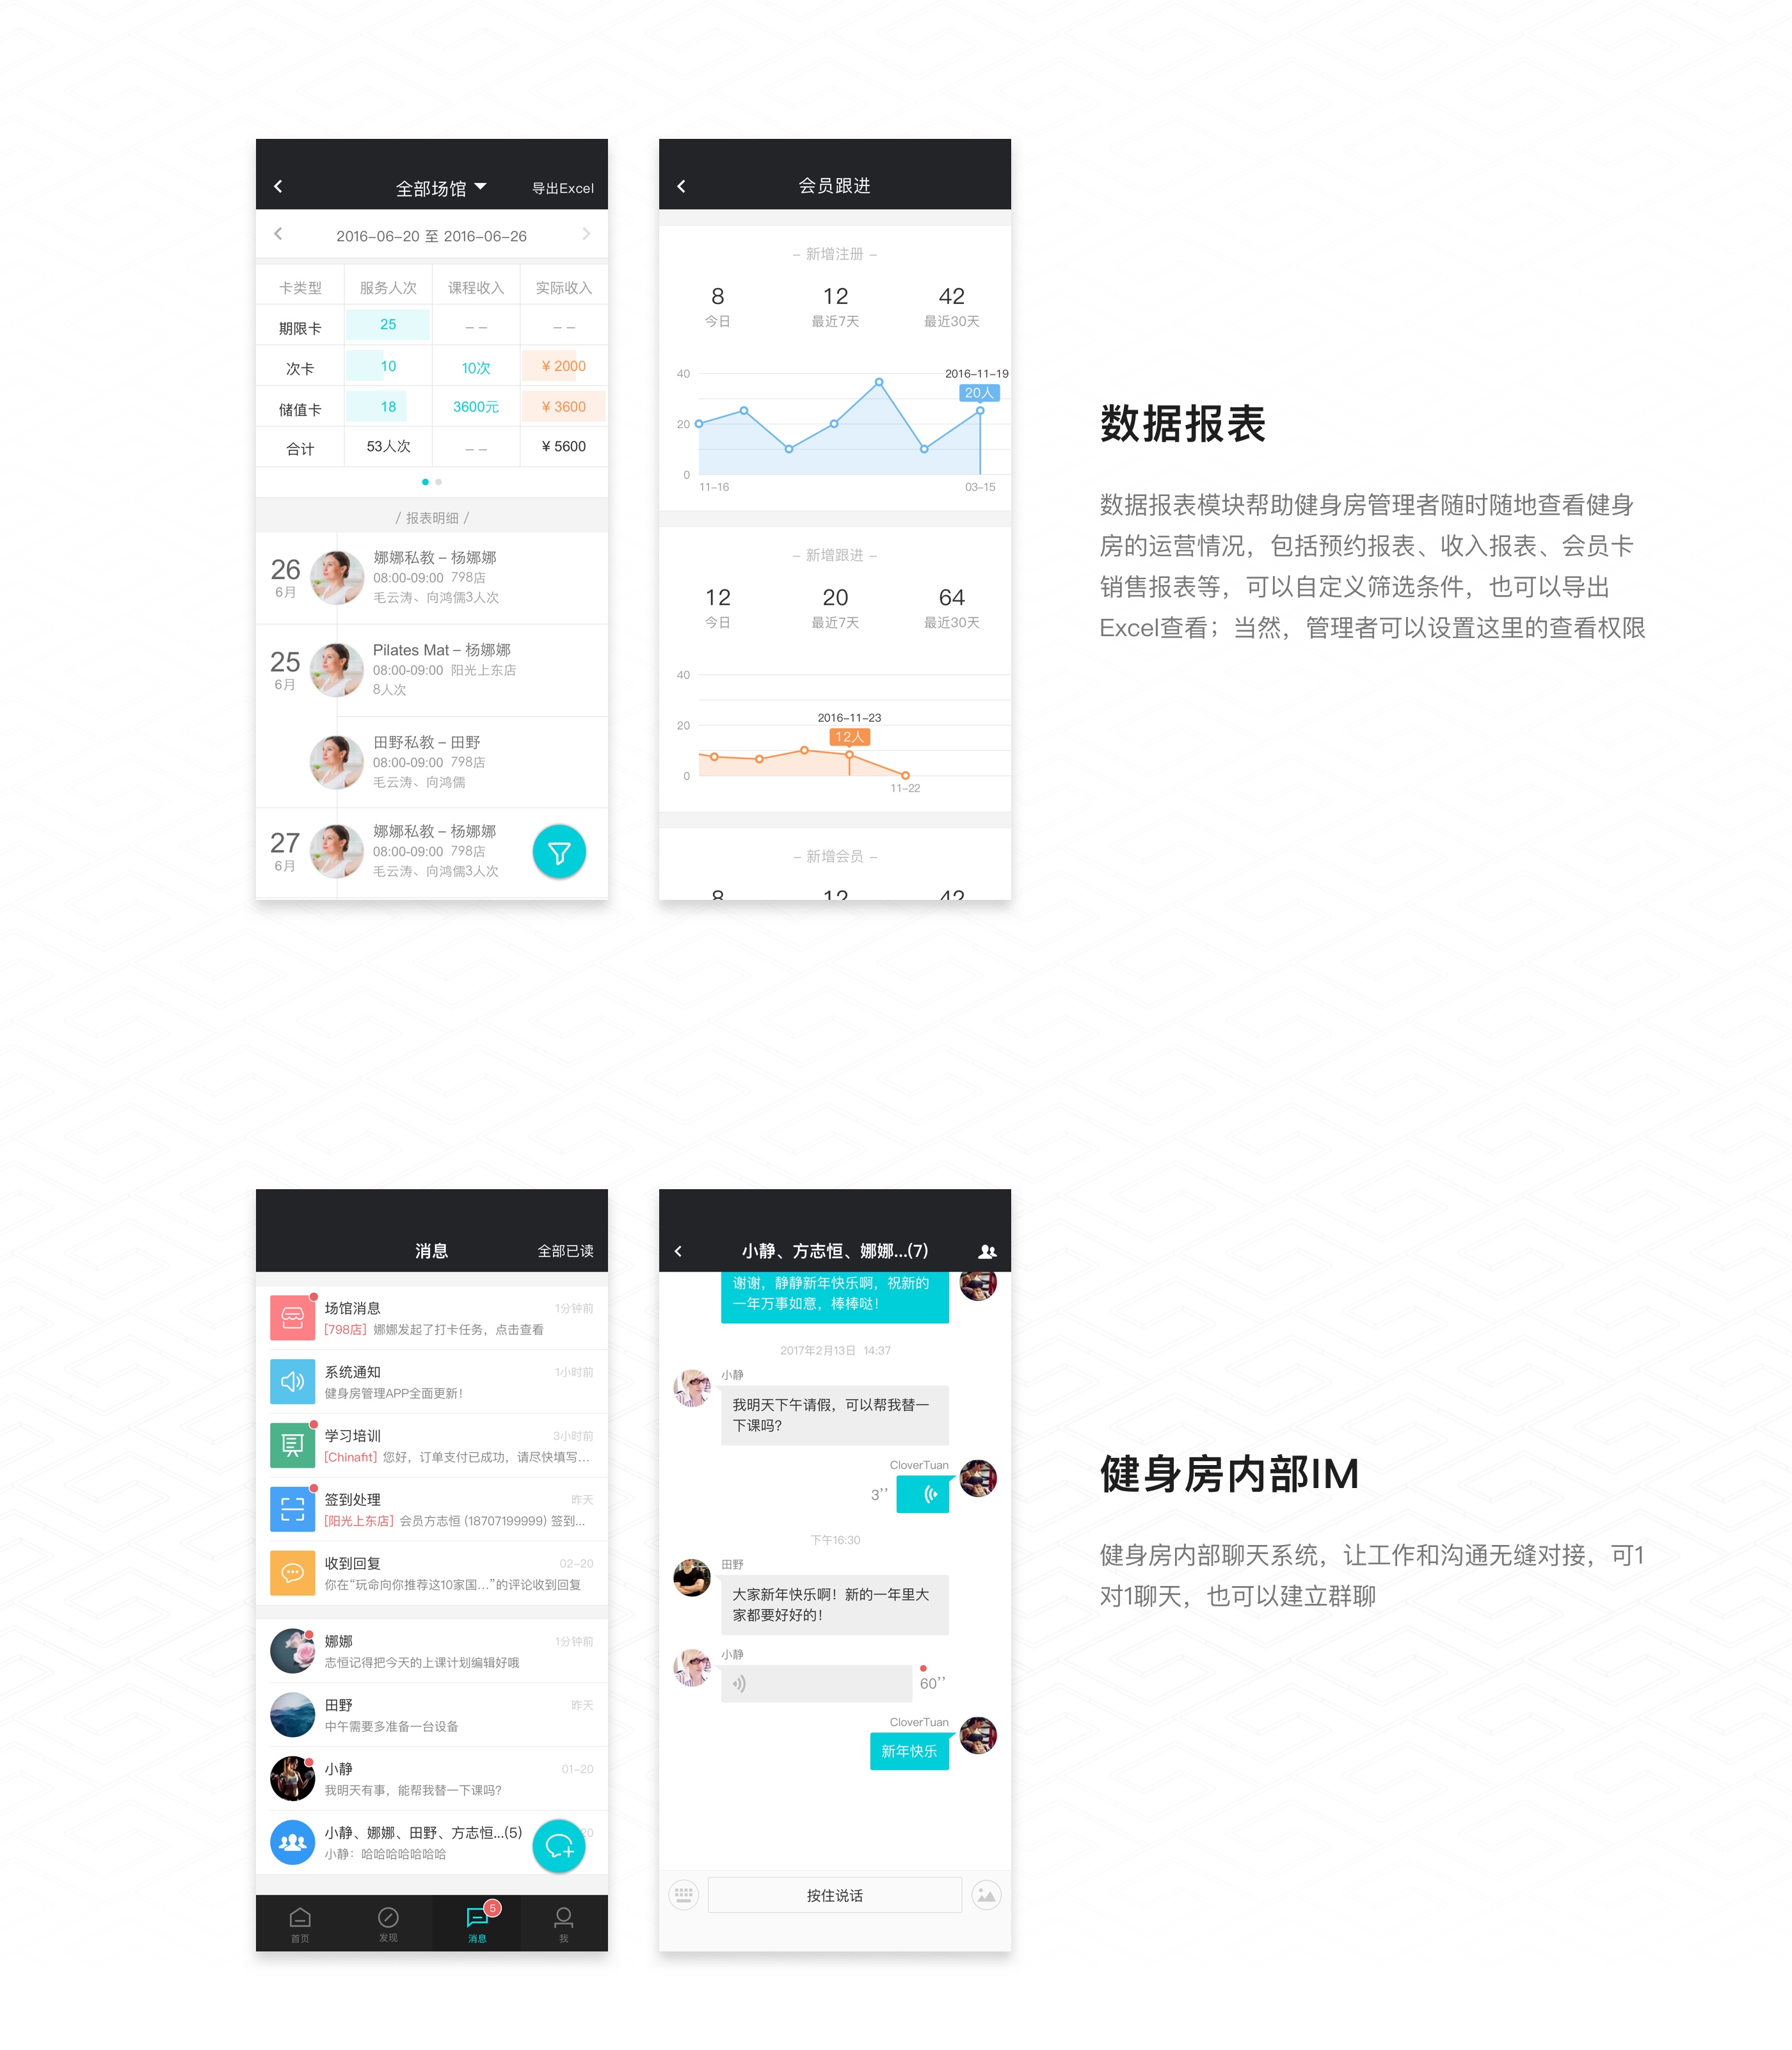 全部场馆
导出Excel
2016-06-20 至 2016-06-26
卡类型 服务人次 课程收入 实际收入
期限卡 25 -- --
次卡 10 10次 ¥ 2000
储值卡 18 3600元 ¥ 3600
合计 53人次 -- ¥ 5600
/ 报表明细 /
26
6月
娜娜私教 – 杨娜娜
08:00-09:00 798店
毛云涛、向鸿儒3人次
25
6月
Pilates Mat – 杨娜娜
08:00-09:00 阳光上东店
8人次
田野私教 – 田野
08:00-09:00 798店
毛云涛、向鸿儒
27
6月
娜娜私教 – 杨娜娜
08:00-09:00 798店
毛云涛、向鸿儒3人次
会员跟进
– 新增注册 –
8 12 42
今日 最近7天 最近30天
40
2016-11-19
20人
20
0
11-16 03-15
– 新增跟进 –
12 20 64
今日 最近7天 最近30天
40
20
2016-11-23
12人
0
11-22
– 新增会员 –
8 12 42
数据报表
数据报表模块帮助健身房管理者随时随地查看健身
房的运营情况，包括预约报表、收入报表、会员卡
销售报表等，可以自定义筛选条件，也可以导出
Excel查看；当然，管理者可以设置这里的查看权限
消息
全部已读
场馆消息 1分钟前
[798店] 娜娜发起了打卡任务，点击查看
系统通知 1小时前
健身房管理APP全面更新！
学习培训 3小时前
[Chinafit] 您好，订单支付已成功，请尽快填写...
签到处理 昨天
[阳光上东店] 会员方志恒 (18707199999) 签到...
收到回复 02-20
你在“玩命向你推荐这10家国...”的评论收到回复
娜娜 1分钟前
志恒记得把今天的上课计划编辑好哦
田野 昨天
中午需要多准备一台设备
小静 01-20
我明天有事，能帮我替一下课吗？
小静、娜娜、田野、方志恒...(5) 20
小静：哈哈哈哈哈哈哈
5
首页 发现 消息 我
小静、方志恒、娜娜...(7)
谢谢，静静新年快乐啊，祝新的
一年万事如意，棒棒哒！
2017年2月13日 14:37
小静
我明天下午请假，可以帮我替一
下课吗?
CloverTuan
3’’
下午16:30
田野
大家新年快乐啊！新的一年里大
家都要好好的！
小静
60’’
CloverTuan
新年快乐
按住说话
健身房内部IM
健身房内部聊天系统，让工作和沟通无缝对接，可1
对1聊天，也可以建立群聊